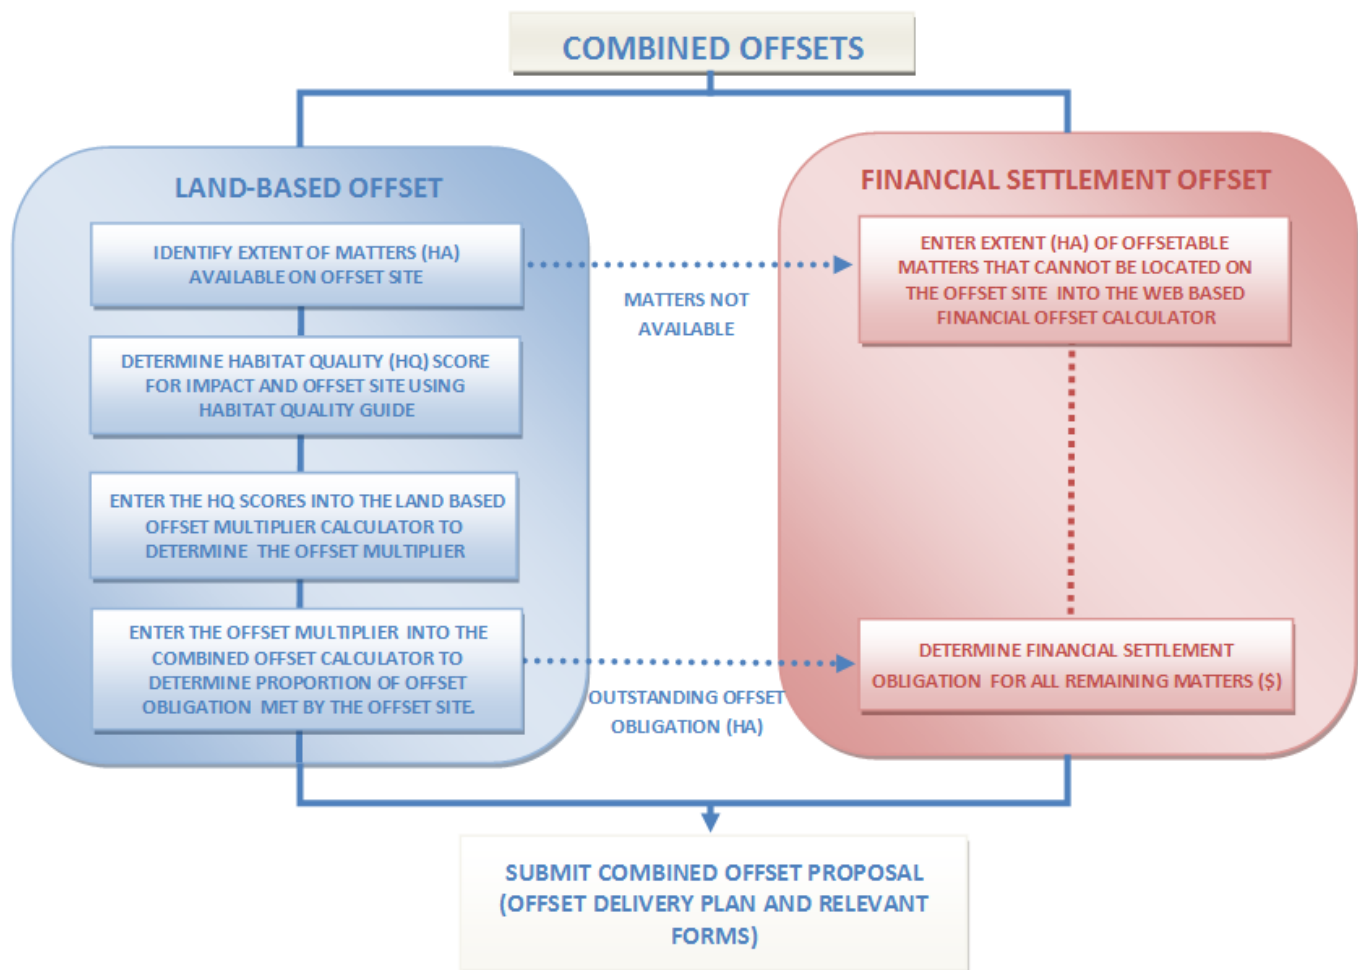 COMBINED OFFSETS
LAND-BASED OFFSET
IDENTIFY EXTENT OF MATTERS (HA)
AVAILABLE ON OFFSET SITE
DETERMINE HABITAT QUALITY (HQ) SCORE
FOR IMPACT AND OFFSET SITE USING
HABITAT QUALITY GUIDE
ENTER THE HQ SCORES INTO THE LAND BASED
OFFSET MULTIPLIER CALCULATOR TO
DETERMINE THE OFFSET MULTIPLIER
ENTER THE OFFSET MULTIPLIER INTO THE
COMBINED OFFSET CALCULATOR TO
DETERMINE PROPORTION OF OFFSET
OBLIGATION MET BY THE OFFSET SITE.
MATTERS NOT
AVAILABLE
OUTSTANDING OFFSET
OBLIGATION (HA)
FINANCIAL SETTLEMENT OFFSET
ENTER EXTENT (HA) OF OFFSETABLE
MATTERS THAT CANNOT BE LOCATED ON
THE OFFSET SITE INTO THE WEB BASED
FINANCIAL OFFSET CALCULATOR
DETERMINE FINANCIAL SETTLEMENT
OBLIGATION FOR ALL REMAINING MATTERS ($)
SUBMIT COMBINED OFFSET PROPOSAL
(OFFSET DELIVERY PLAN AND RELEVANT
FORMS)